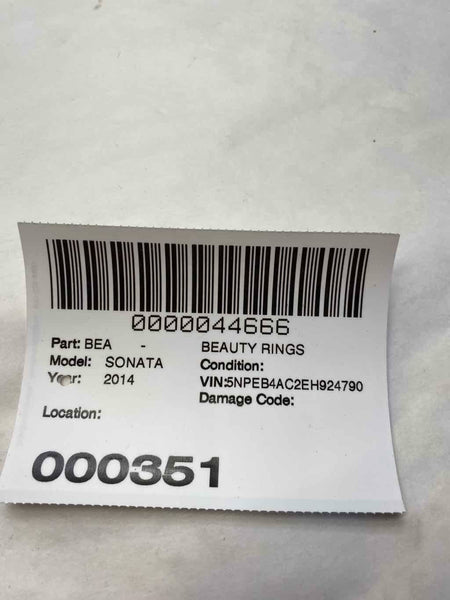 0000044666
Part: BEA - BEAUTY RINGS
Model: SONATA Condition:
Year: 2014 VIN:5NPEB4AC2EH924790
Damage Code:
Location:
000351